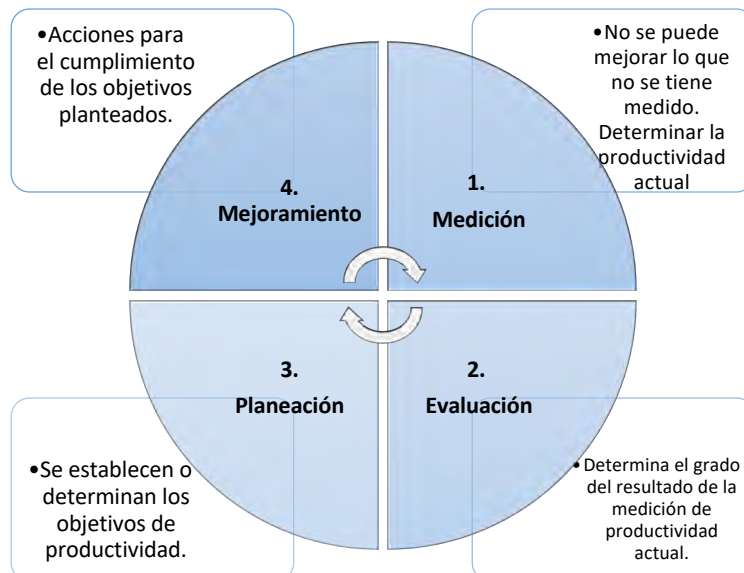 •Acciones para
el cumplimiento
de los objetivos
planteados.
•No se puede
mejorar lo que
no se tiene
medido.
Determinar la
productividad
actual
4.
Mejoramiento
1.
Medición
3.
Planeación
2.
Evaluación
•Se establecen o
determinan los
objetivos de
productividad.
•Determina el grado
del resultado de la
medición de
productividad
actual.